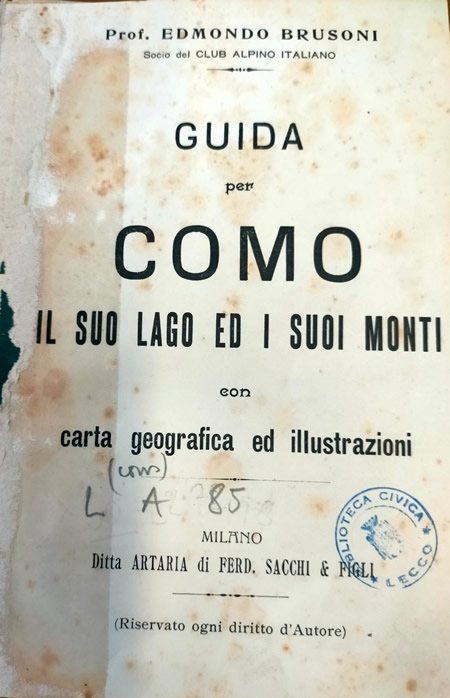 Prof. EDMONDO BRUSONI
Socio del CLUB ALPINO ITALIANO
GUIDA
per
COMO
IL SUO LAGO ED I SUOI MONTI
con
carta geografica ed illustrazioni
(cons)
L A 85
MILANO
Ditta ARTARIA di FERD. SACCHI & FIGLI
BIBLIOTECA CIVICA
★ LECCO ★
(Riservato ogni diritto d'Autore)